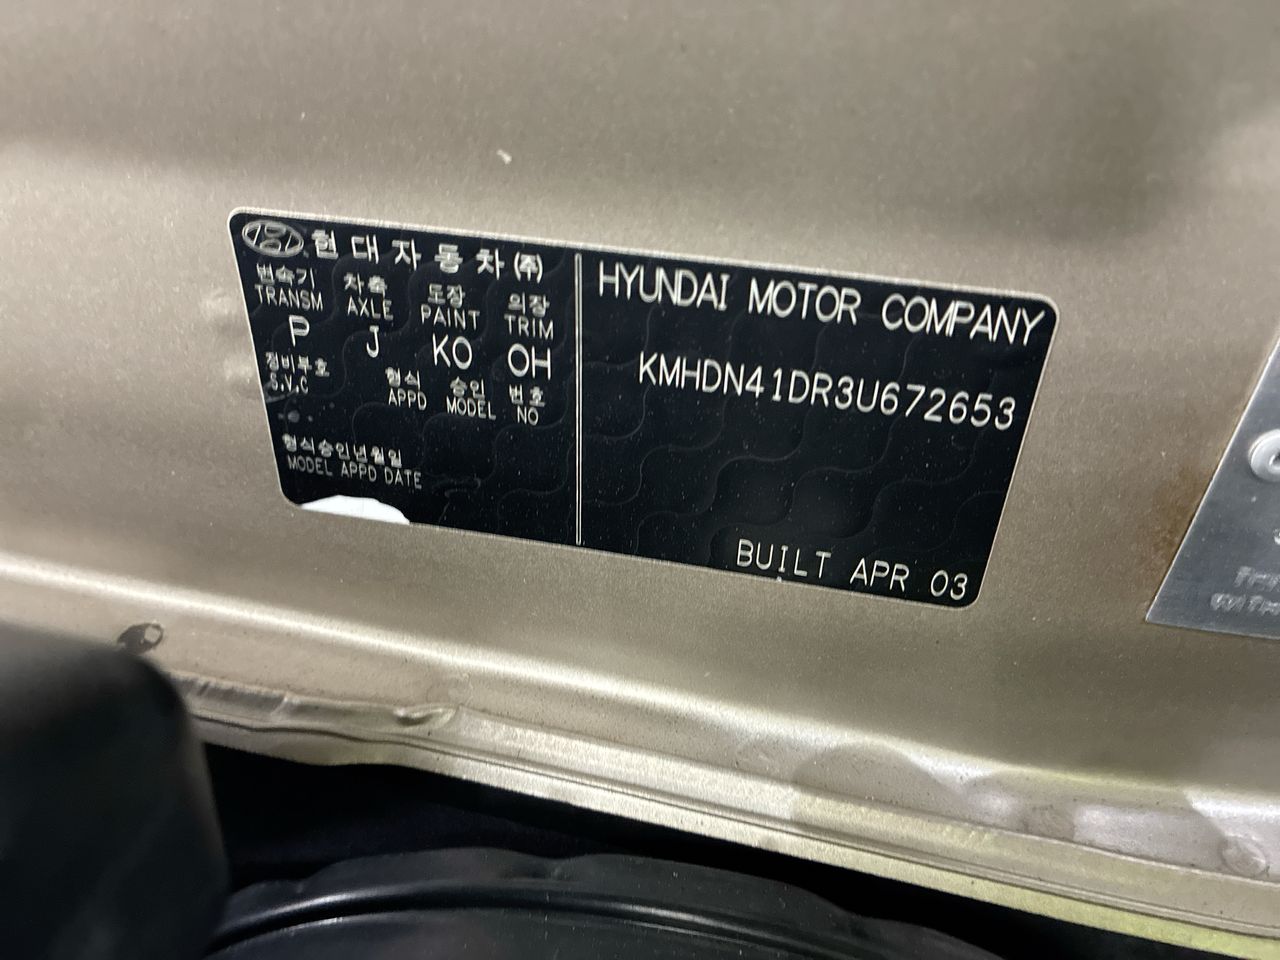 현대자동차(주)
변속기 차축 도장 의장
TRANSM AXLE PAINT TRIM
P J KO OH
정비부호 형식 승인 번호
S.V.C APPD MODEL NO
형식승인년월일
MODEL APPD DATE
HYUNDAI MOTOR COMPANY
KMHDN41DR3U672653
BUILT APR 03